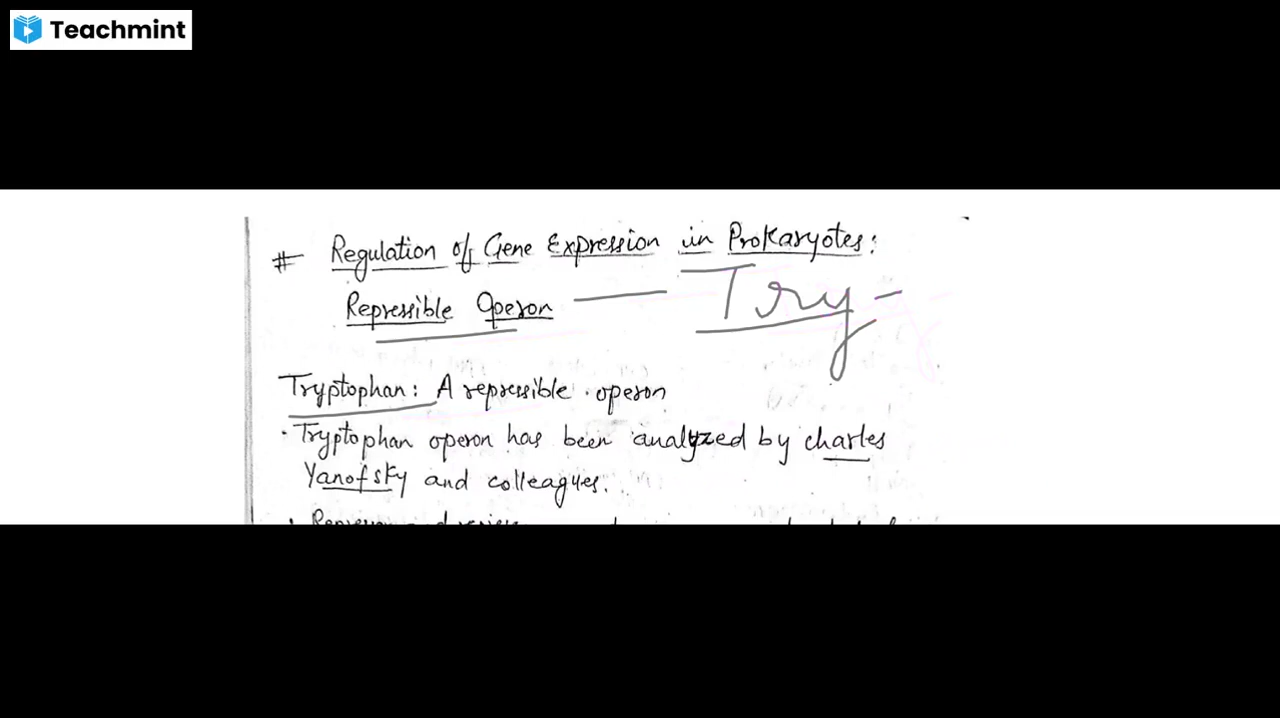 Teachmint
# Regulation of Gene Expression in Prokaryotes:
Repressible Operon — Try -
Tryptophan: A repressible operon
· Tryptophan operon has been analyzed by charles
Yanofsky and colleagues.